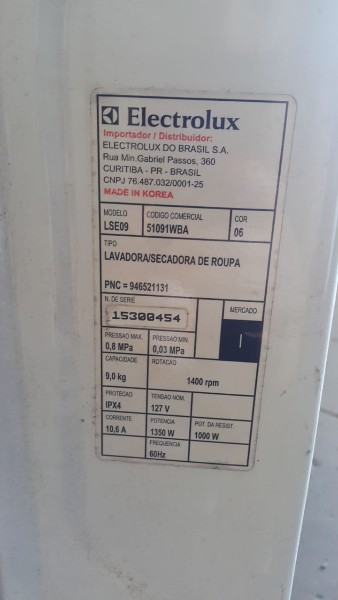 Electrolux
Importador / Distribuidor:
ELECTROLUX DO BRASIL S.A.
Rua Min.Gabriel Passos, 360
CURITIBA - PR - BRASIL
CNPJ 76.487.032/0001-25
MADE IN KOREA
MODELO CODIGO COMERCIAL COR
LSE09 51091WBA 06
TIPO
LAVADORA/SECADORA DE ROUPA
PNC = 946521131
N. DE SERIE MERCADO
15300454 I
PRESSAO MAX. PRESSAO MIN.
0,8 MPa 0,03 MPa
CAPACIDADE ROTACAO
9,0 kg 1400 rpm
PROTECAO TENSAO NOM.
IPX4 127 V
CORRENTE POTENCIA POT. DA RESIST.
10,6 A 1350 W 1000 W
FREQUENCIA
60Hz